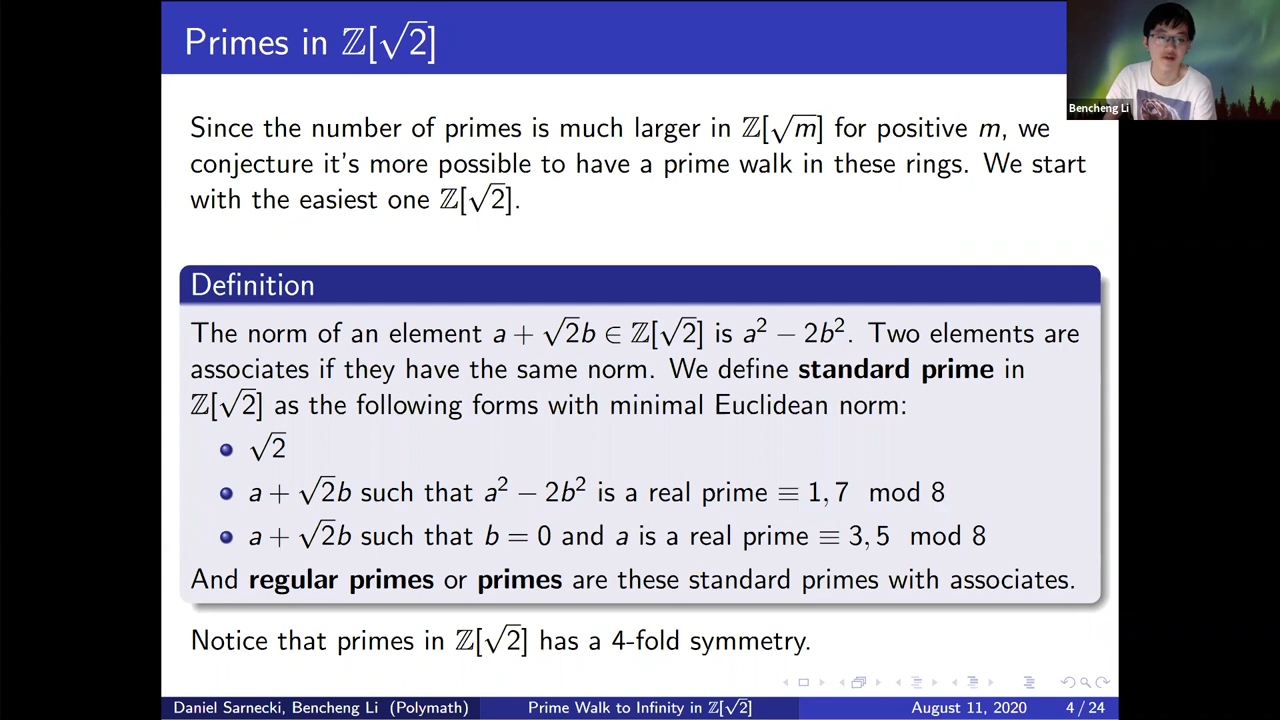 Primes in ℤ[√2]
Bencheng Li
Since the number of primes is much larger in ℤ[√m] for positive m, we
conjecture it's more possible to have a prime walk in these rings. We start
with the easiest one ℤ[√2].
Definition
The norm of an element a + √2b ∈ ℤ[√2] is a² − 2b². Two elements are
associates if they have the same norm. We define standard prime in
ℤ[√2] as the following forms with minimal Euclidean norm:
√2
a + √2b such that a² − 2b² is a real prime ≡ 1, 7 mod 8
a + √2b such that b = 0 and a is a real prime ≡ 3, 5 mod 8
And regular primes or primes are these standard primes with associates.
Notice that primes in ℤ[√2] has a 4-fold symmetry.
Daniel Sarnecki, Bencheng Li (Polymath) Prime Walk to Infinity in ℤ[√2] August 11, 2020 4 / 24